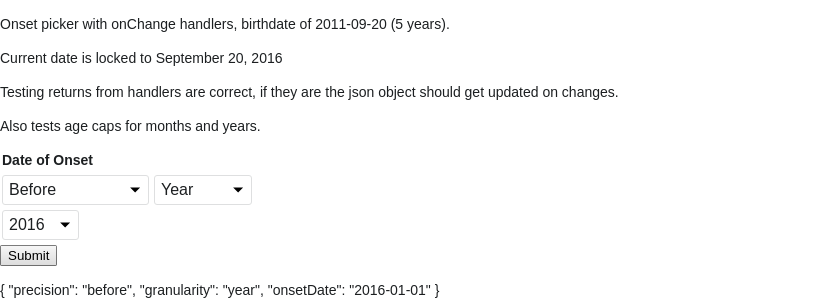 Onset picker with onChange handlers, birthdate of 2011-09-20 (5 years).
Current date is locked to September 20, 2016
Testing returns from handlers are correct, if they are the json object should get updated on changes.
Also tests age caps for months and years.
Date of Onset
Before Year
2016
Submit
{ "precision": "before", "granularity": "year", "onsetDate": "2016-01-01" }